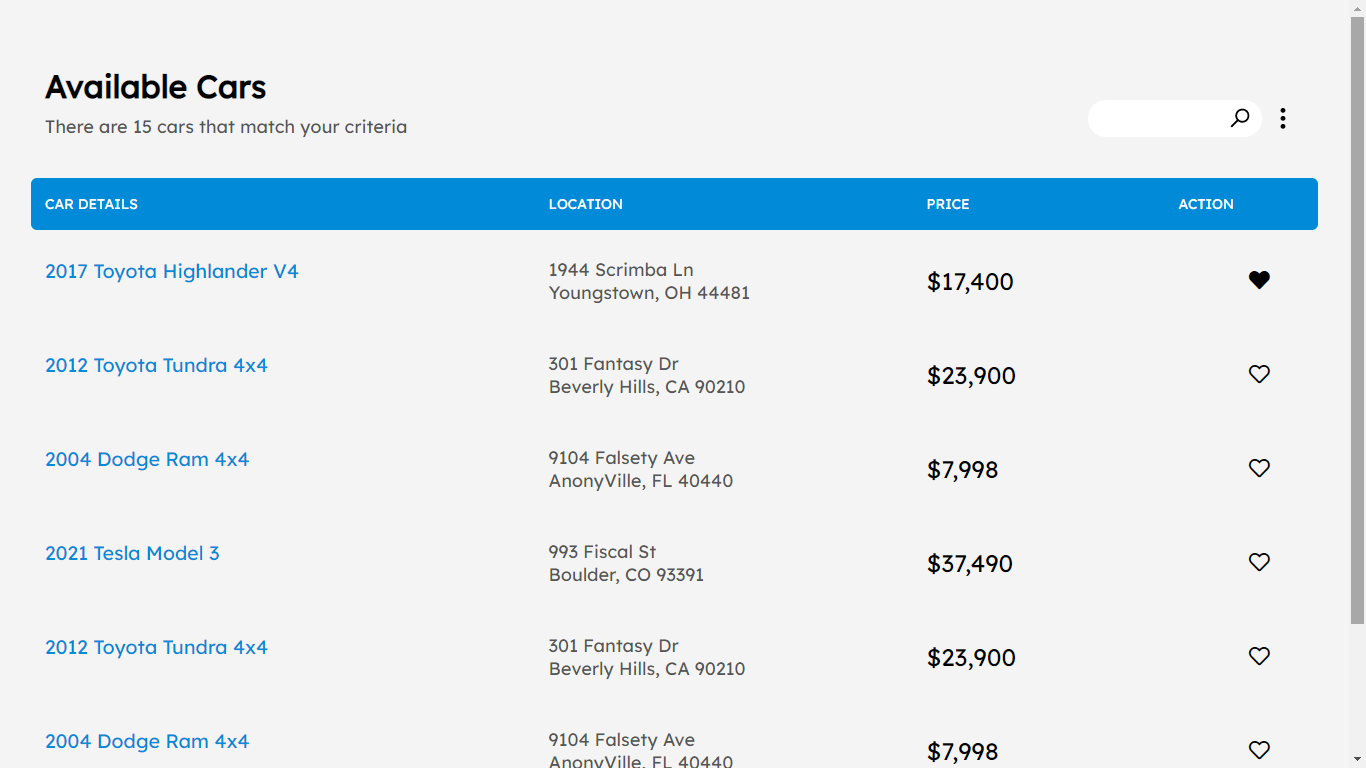 Available Cars
There are 15 cars that match your criteria
CAR DETAILS LOCATION PRICE ACTION
2017 Toyota Highlander V4
1944 Scrimba Ln
Youngstown, OH 44481
$17,400
2012 Toyota Tundra 4x4
301 Fantasy Dr
Beverly Hills, CA 90210
$23,900
2004 Dodge Ram 4x4
9104 Falsety Ave
AnonyVille, FL 40440
$7,998
2021 Tesla Model 3
993 Fiscal St
Boulder, CO 93391
$37,490
2012 Toyota Tundra 4x4
301 Fantasy Dr
Beverly Hills, CA 90210
$23,900
2004 Dodge Ram 4x4
9104 Falsety Ave
AnonyVille, FL 40440
$7,998